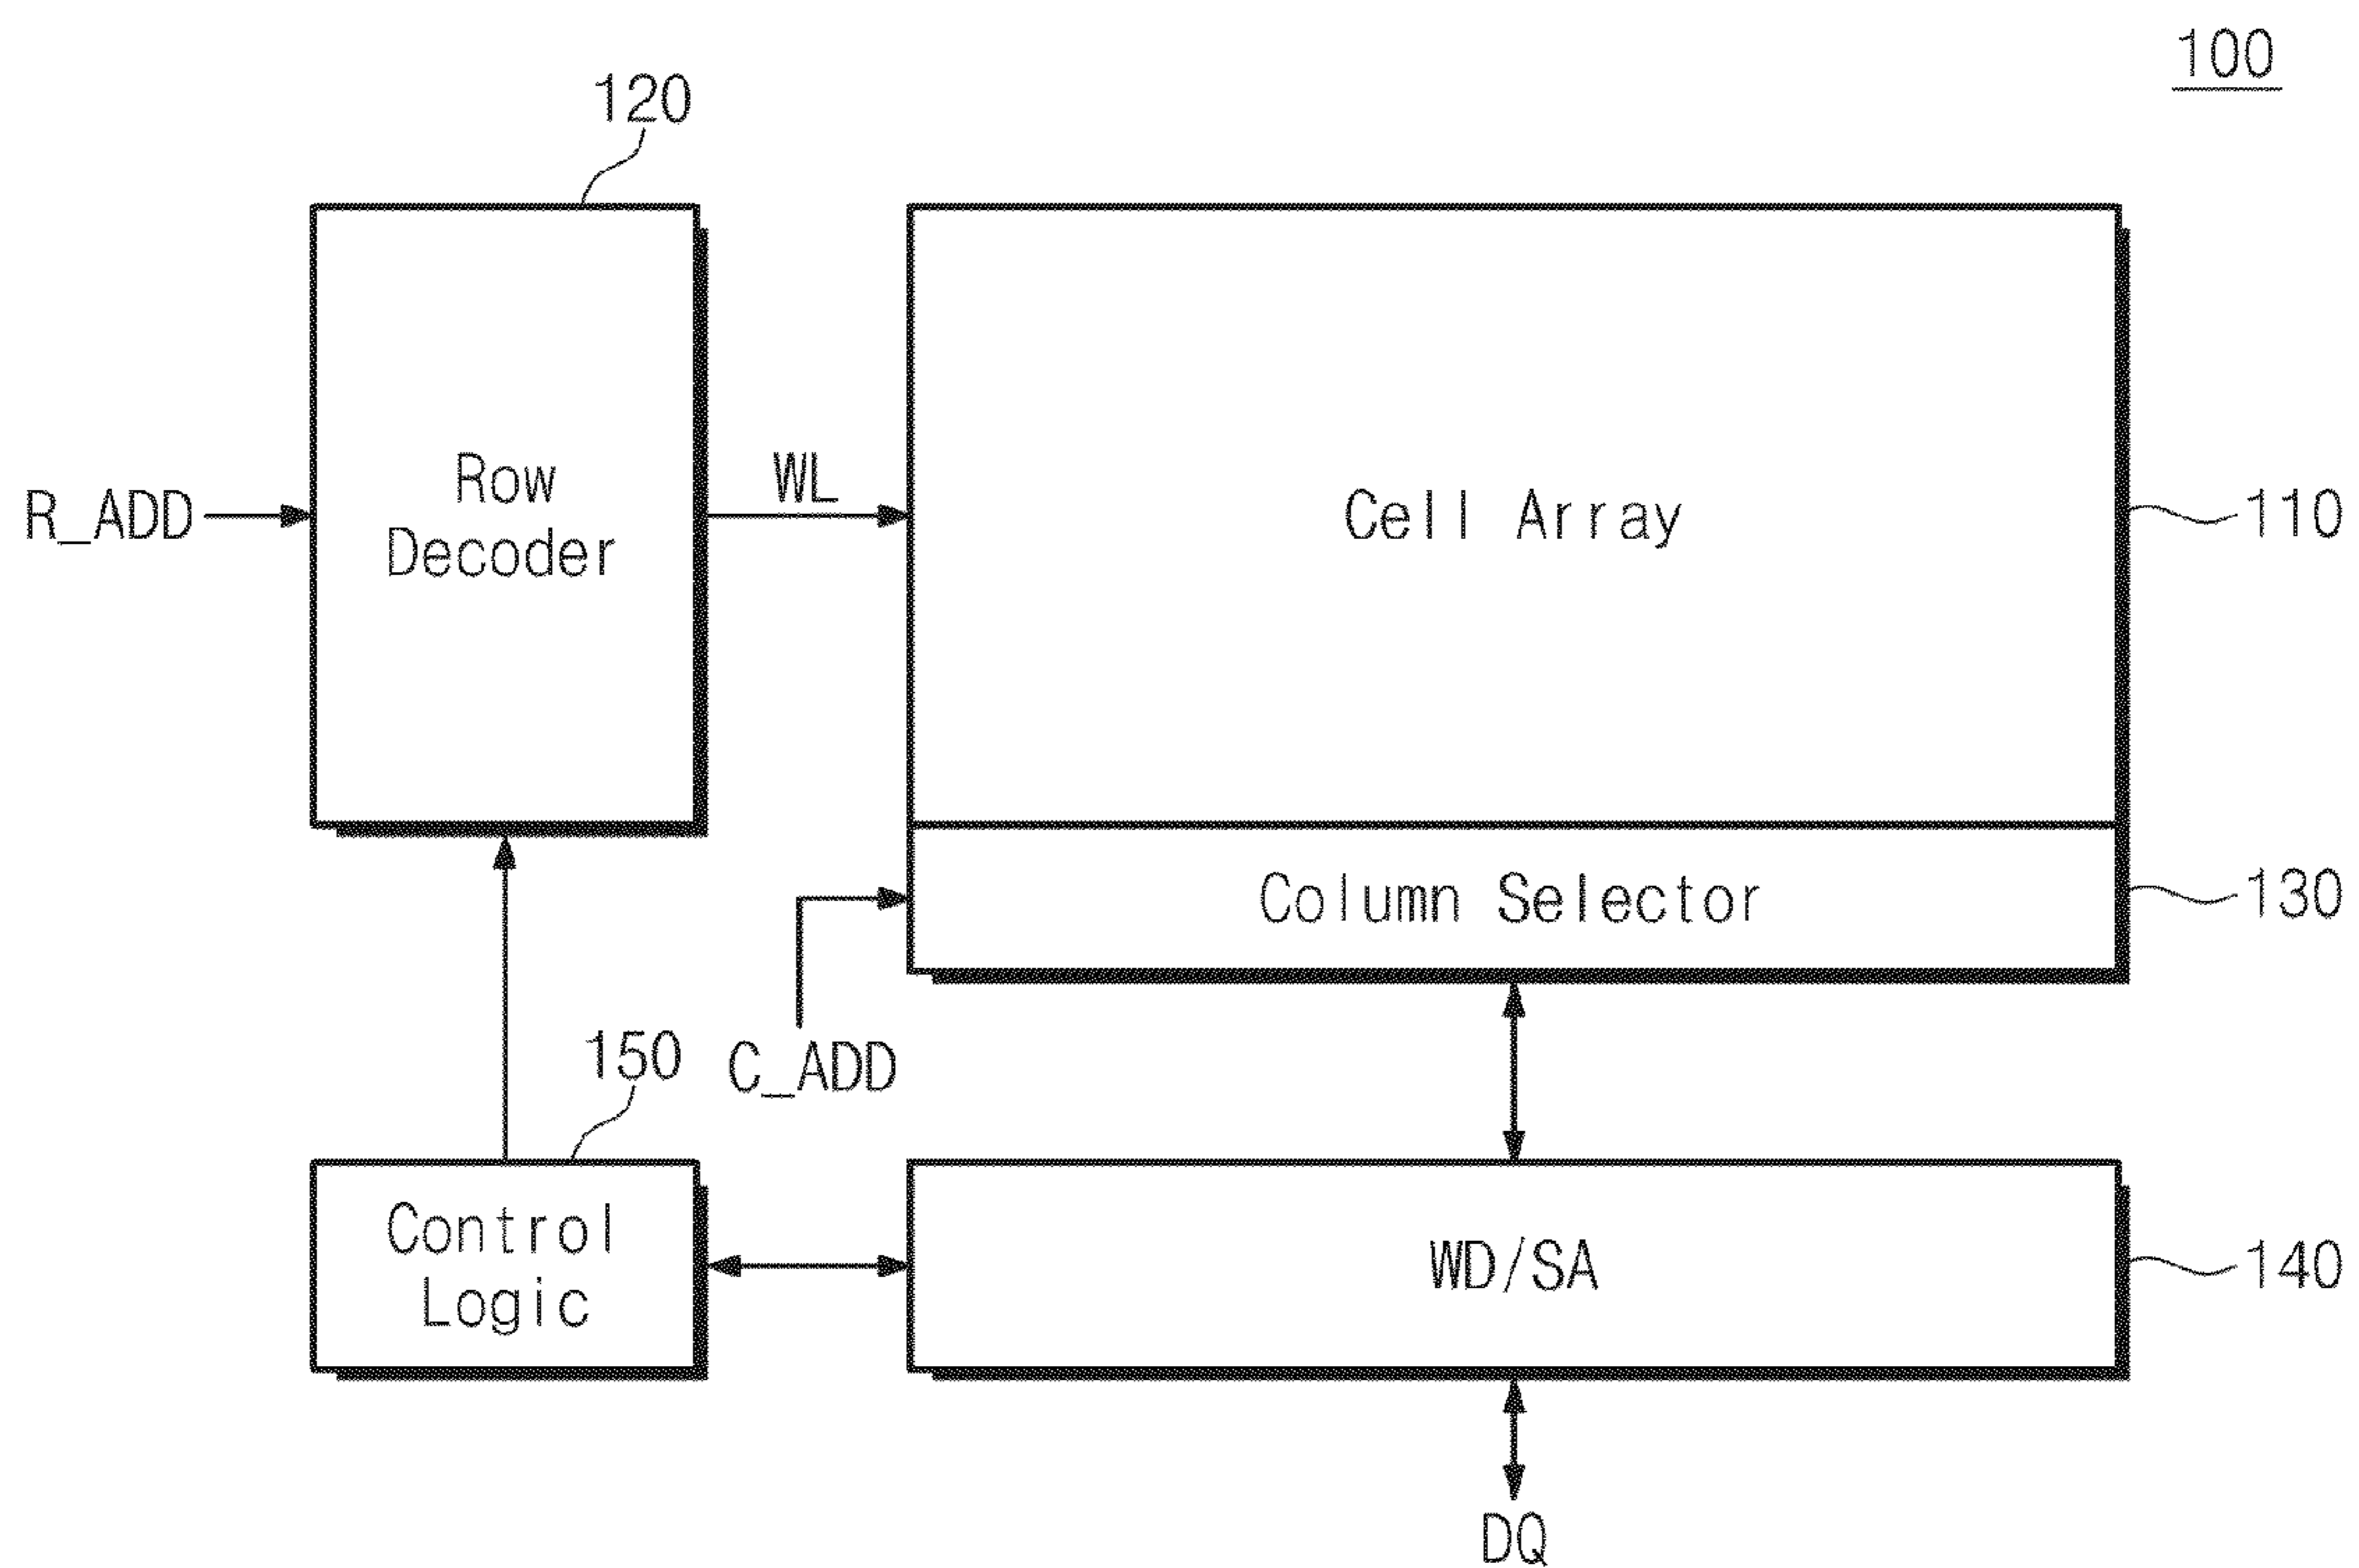 100
120
Row
Decoder
R_ADD
WL
Cell Array
110
Column Selector
130
C_ADD
150
Control
Logic
WD/SA
140
DQ